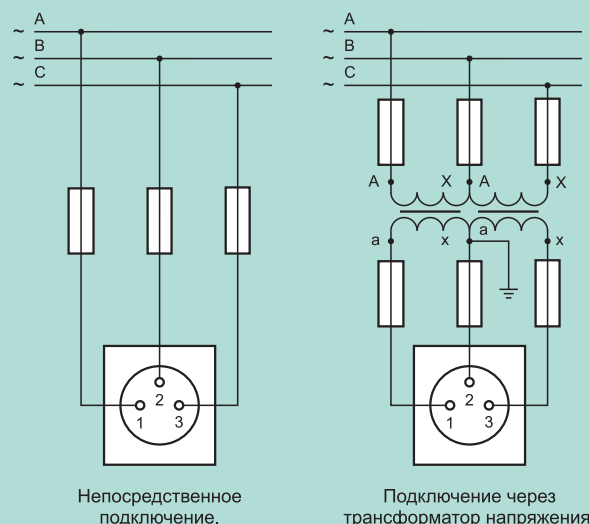 ~ A
~ B
~ C
1
2
3
Непосредственное
подключение.
~ A
~ B
~ C
A X A X
a x a x
1
2
3
Подключение через
трансформатор напряжения